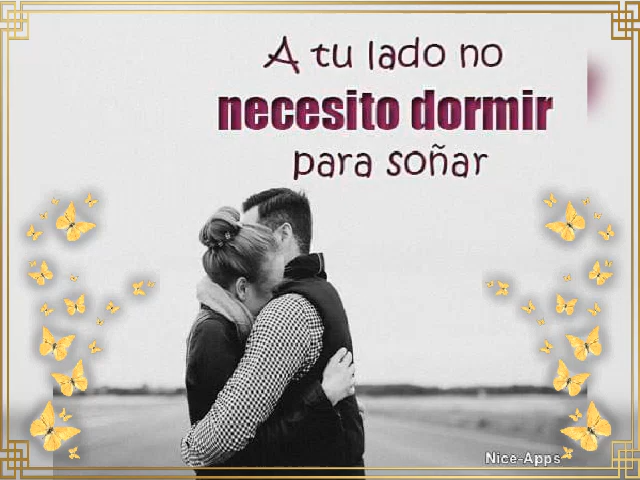 A tu lado no
necesito dormir
para soñar
Nice-Apps